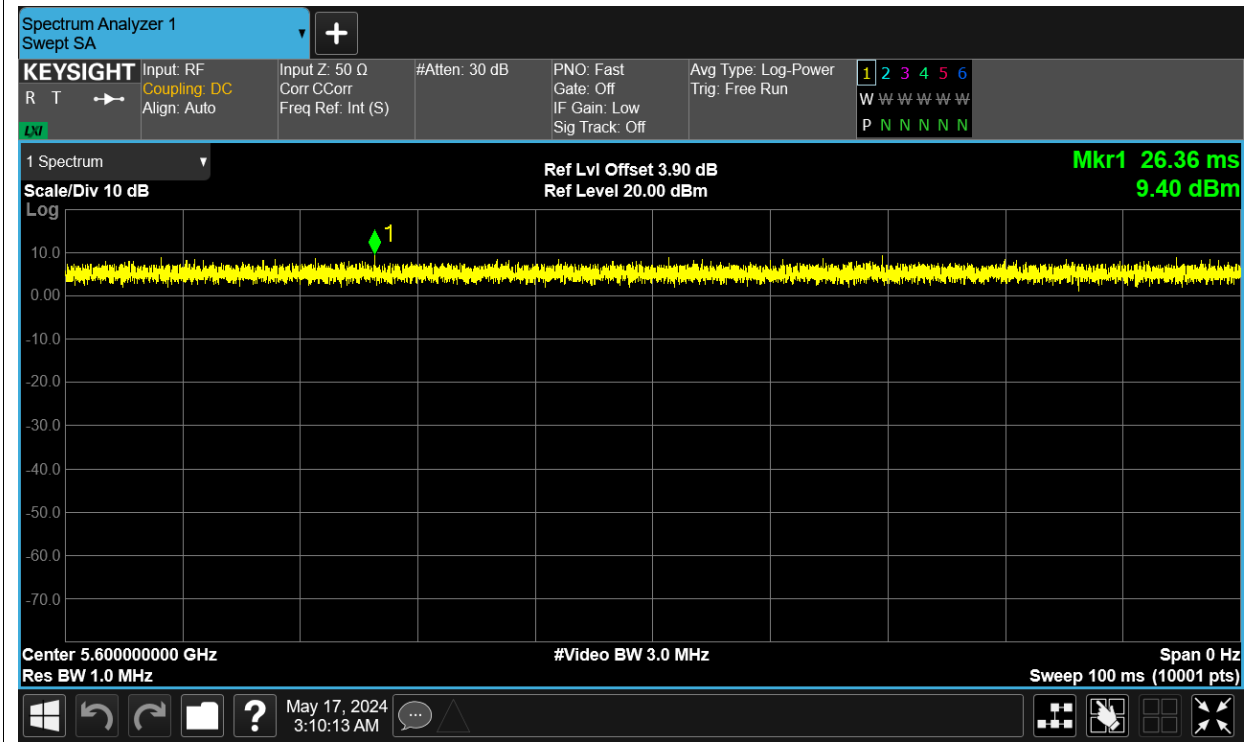 Spectrum Analyzer 1
Swept SA
KEYSIGHT
R T
LXI
Input: RF
Coupling: DC
Align: Auto
Input Z: 50 Ω
Corr CCorr
Freq Ref: Int (S)
#Atten: 30 dB
PNO: Fast
Gate: Off
IF Gain: Low
Sig Track: Off
Avg Type: Log-Power
Trig: Free Run
1 2 3 4 5 6
W W W W W W
P N N N N N
1 Spectrum
Scale/Div 10 dB
Ref Lvl Offset 3.90 dB
Ref Level 20.00 dBm
Mkr1 26.36 ms
9.40 dBm
Log
1
10.0
0.00
-10.0
-20.0
-30.0
-40.0
-50.0
-60.0
-70.0
Center 5.600000000 GHz
#Video BW 3.0 MHz
Span 0 Hz
Res BW 1.0 MHz
Sweep 100 ms (10001 pts)
?
May 17, 2024
3:10:13 AM